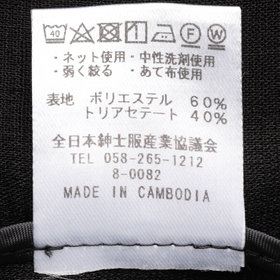 40 1 F W
・ネット使用・中性洗剤使用
・弱く絞る・あて布使用
表地 ポリエステル 60%
トリアセテート 40%
全日本紳士服産業協議会
TEL 058-265-1212
8-0082
MADE IN CAMBODIA